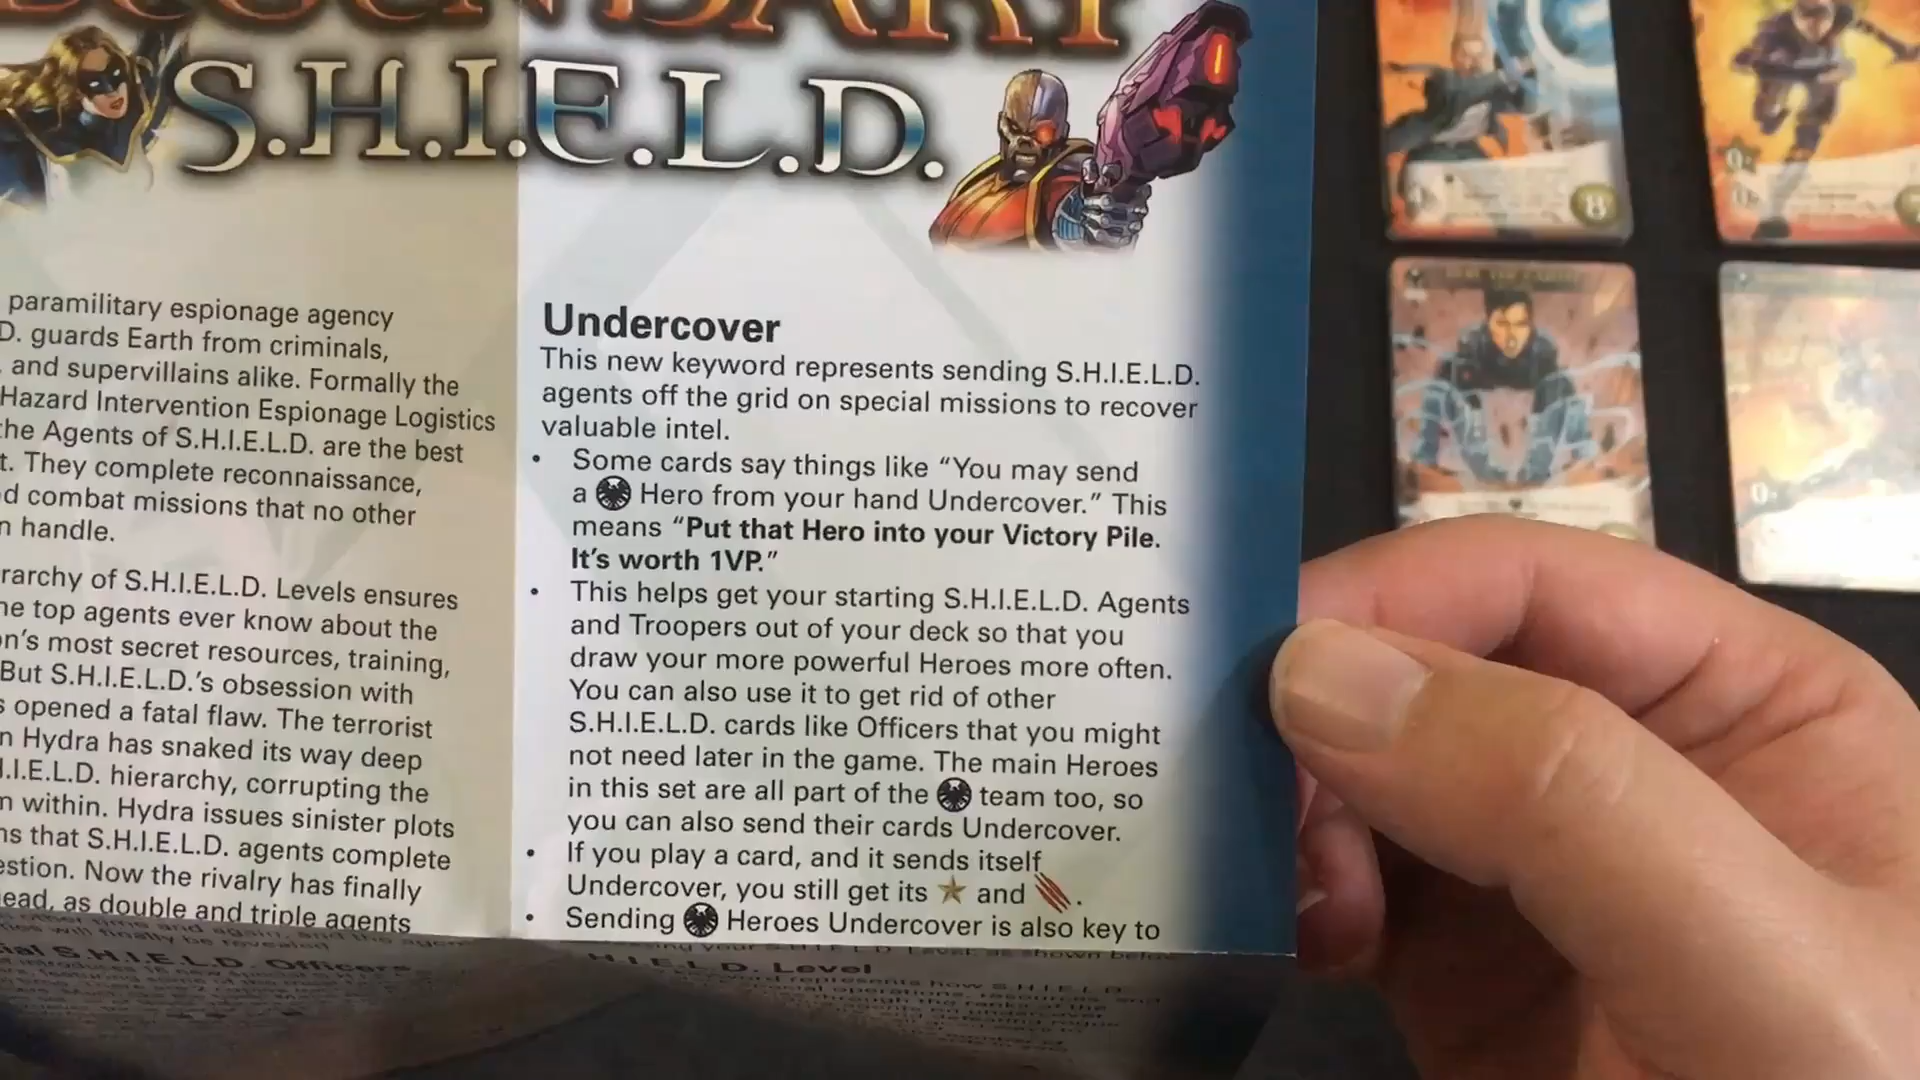 LEGENDARY
S.H.I.E.L.D.
paramilitary espionage agency
D. guards Earth from criminals,
and supervillains alike. Formally the
Hazard Intervention Espionage Logistics
the Agents of S.H.I.E.L.D. are the best
t. They complete reconnaissance,
d combat missions that no other
n handle.
rarchy of S.H.I.E.L.D. Levels ensures
he top agents ever know about the
on's most secret resources, training,
But S.H.I.E.L.D.'s obsession with
s opened a fatal flaw. The terrorist
n Hydra has snaked its way deep
H.I.E.L.D. hierarchy, corrupting the
m within. Hydra issues sinister plots
ns that S.H.I.E.L.D. agents complete
estion. Now the rivalry has finally
ead, as double and triple agents
Undercover
This new keyword represents sending S.H.I.E.L.D.
agents off the grid on special missions to recover
valuable intel.
• Some cards say things like “You may send
a Hero from your hand Undercover.” This
means “Put that Hero into your Victory Pile.
It's worth 1VP.”
• This helps get your starting S.H.I.E.L.D. Agents
and Troopers out of your deck so that you
draw your more powerful Heroes more often.
You can also use it to get rid of other
S.H.I.E.L.D. cards like Officers that you might
not need later in the game. The main Heroes
in this set are all part of the team too, so
you can also send their cards Undercover.
• If you play a card, and it sends itself
Undercover, you still get its and .
• Sending Heroes Undercover is also key to
ial S.H.I.E.L.D. Officers
H.I.E.L.D. Level
8
0+
0+